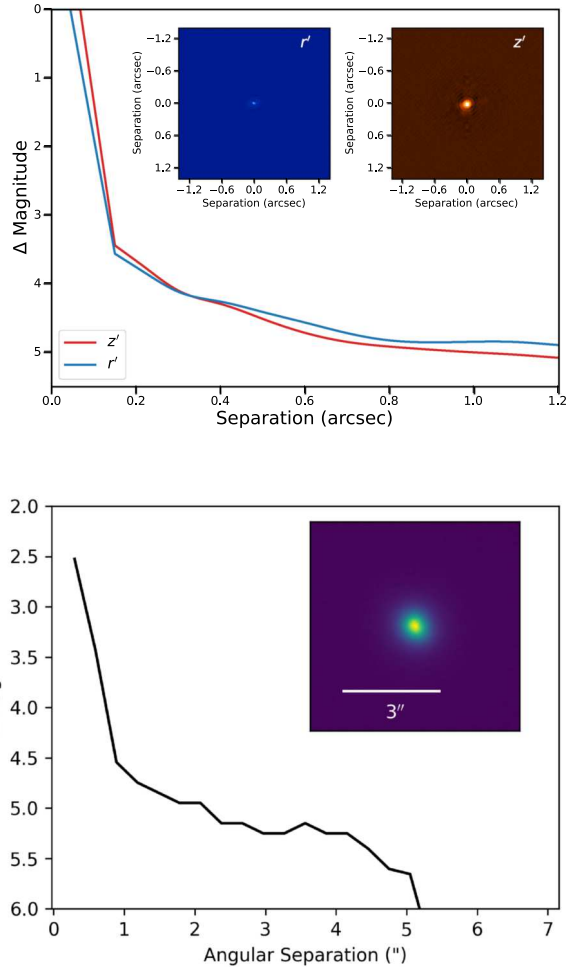 0
1
2
3
4
5
Δ Magnitude
0.0 0.2 0.4 0.6 0.8 1.0 1.2
Separation (arcsec)
z′
r′
r′
−1.2
−0.6
0.0
0.6
1.2
Separation (arcsec)
−1.2 −0.6 0.0 0.6 1.2
Separation (arcsec)
z′
−1.2
−0.6
0.0
0.6
1.2
Separation (arcsec)
−1.2 −0.6 0.0 0.6 1.2
Separation (arcsec)
2.0
2.5
3.0
3.5
4.0
4.5
5.0
5.5
6.0
3″
0 1 2 3 4 5 6 7
Angular Separation (")